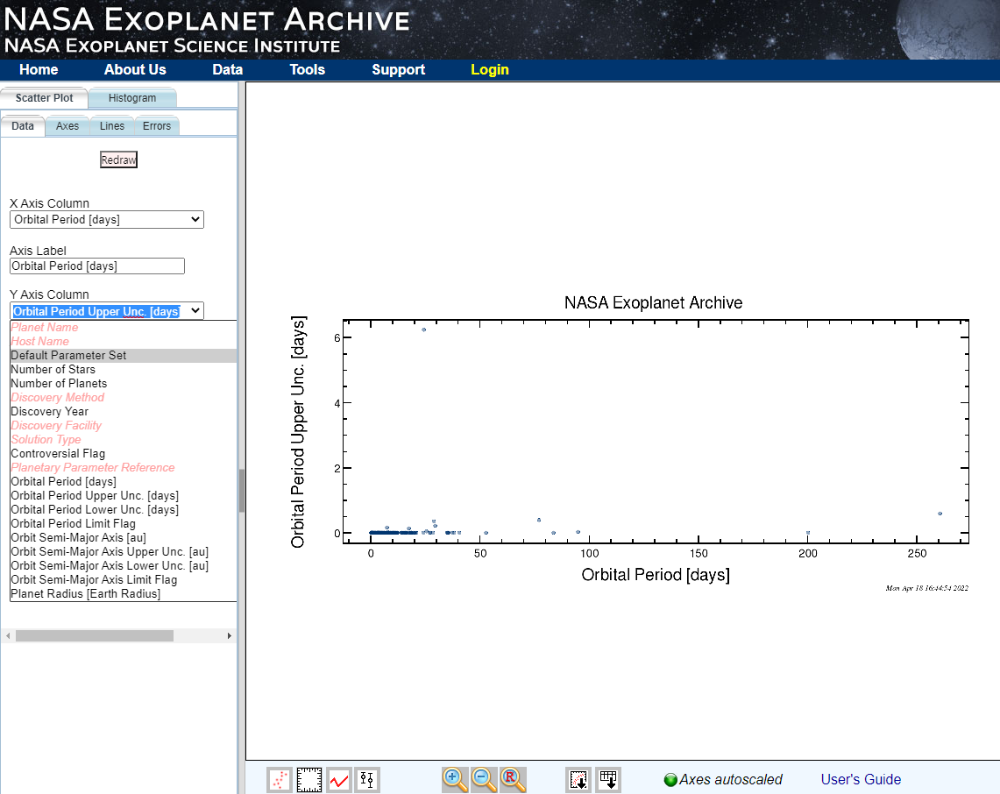 NASA EXOPLANET ARCHIVE
NASA EXOPLANET SCIENCE INSTITUTE
Home About Us Data Tools Support Login
Scatter Plot Histogram
Data Axes Lines Errors
Redraw
X Axis Column
Orbital Period [days]
Axis Label
Orbital Period [days]
Y Axis Column
Orbital Period Upper Unc. [days]
Planet Name
Host Name
Default Parameter Set
Number of Stars
Number of Planets
Discovery Method
Discovery Year
Discovery Facility
Solution Type
Controversial Flag
Planetary Parameter Reference
Orbital Period [days]
Orbital Period Upper Unc. [days]
Orbital Period Lower Unc. [days]
Orbital Period Limit Flag
Orbit Semi-Major Axis [au]
Orbit Semi-Major Axis Upper Unc. [au]
Orbit Semi-Major Axis Lower Unc. [au]
Orbit Semi-Major Axis Limit Flag
Planet Radius [Earth Radius]
NASA Exoplanet Archive
Orbital Period Upper Unc. [days]
6
4
2
0
0 50 100 150 200 250
Orbital Period [days]
Mon Apr 18 16:44:54 2022
R
Axes autoscaled
User's Guide